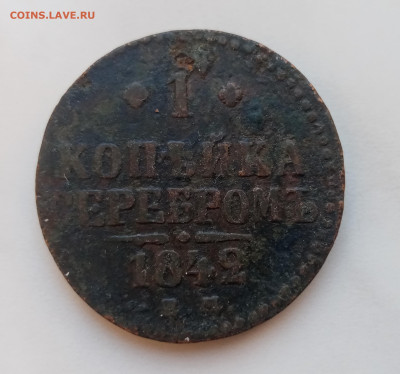 COINS.LAVE.RU
1
КОПѢЙКА
СЕРЕБРОМЪ
1842